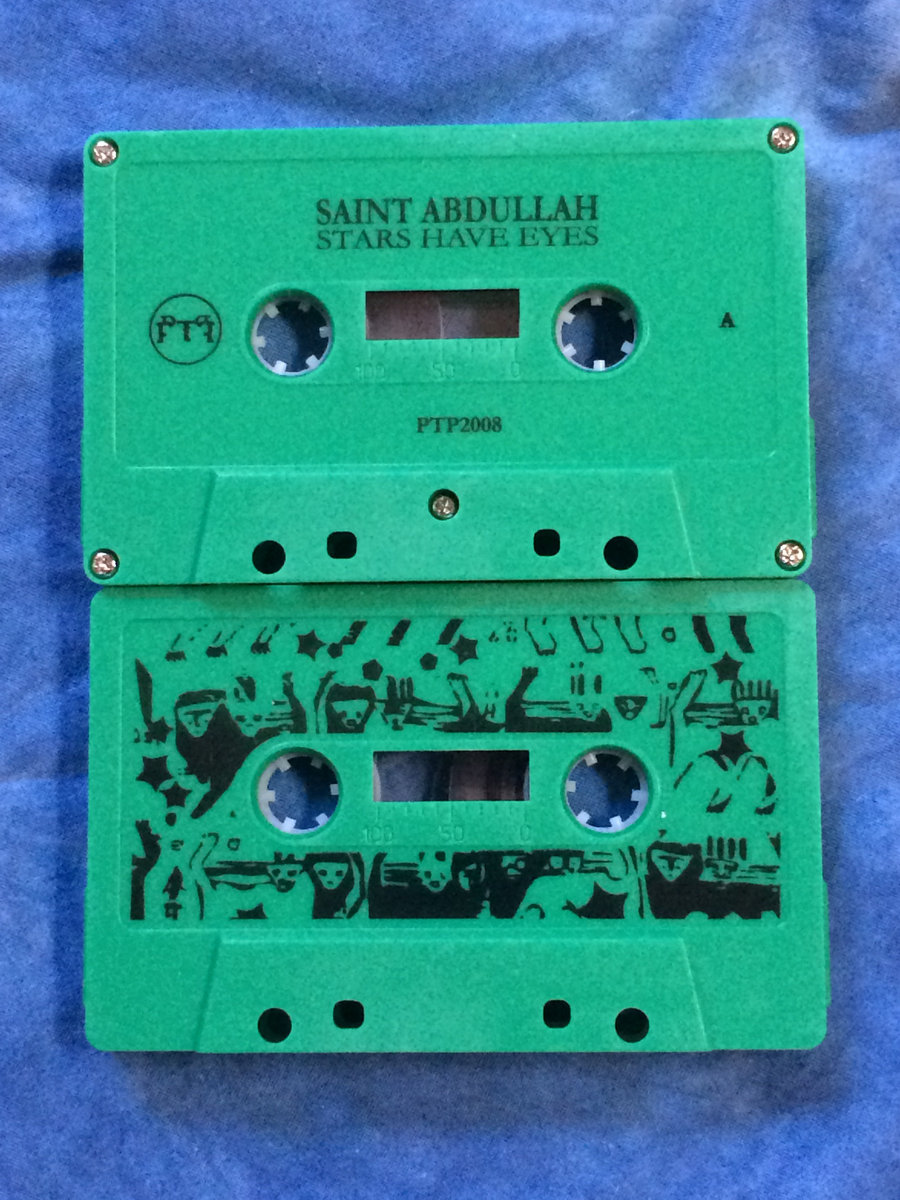 SAINT ABDULLAH
STARS HAVE EYES
PTP
A
100 50 0
PTP2008
100 50 0